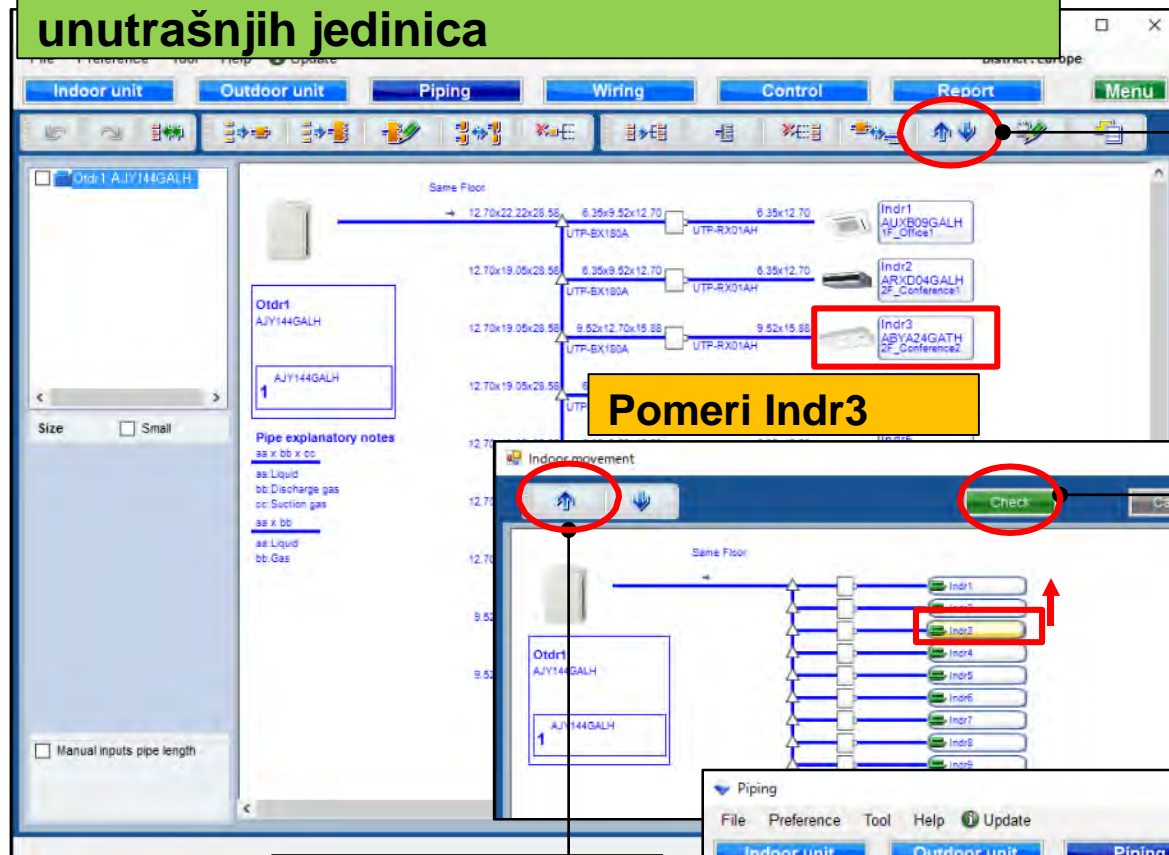 unutrašnjih jedinica
File Preference Tool Help Update
District : Europe
Indoor unit Outdoor unit Piping Wiring Control Report Menu
Otdr1 AJY144GALH
Size Small
Manual inputs pipe length
Same Floor
12.70x22.22x28.58 6.35x9.52x12.70 6.35x12.70
UTP-BX180A UTP-RX01AH
Indr1
AUXB09GALH
1F_Office1
12.70x19.05x28.58 6.35x9.52x12.70 6.35x12.70
UTP-BX180A UTP-RX01AH
Indr2
ARXD04GALH
2F_Conference1
12.70x19.05x28.58 9.52x12.70x15.88 9.52x15.88
UTP-BX180A UTP-RX01AH
Indr3
ABYA24GATH
2F_Conference2
12.70x19.05x28.58
Otdr1
AJY144GALH
AJY144GALH
1
Pipe explanatory notes
aa x bb x cc
aa:Liquid
bb:Discharge gas
cc:Suction gas
aa x bb
aa:Liquid
bb:Gas
Pomeri Indr3
Indoor movement
Check
Same Floor
Indr1
Indr3
Indr4
Indr5
Indr6
Indr7
Indr8
Indr9
Otdr1
AJY144GALH
AJY144GALH
1
Piping
File Preference Tool Help Update
Indoor unit Outdoor unit Piping